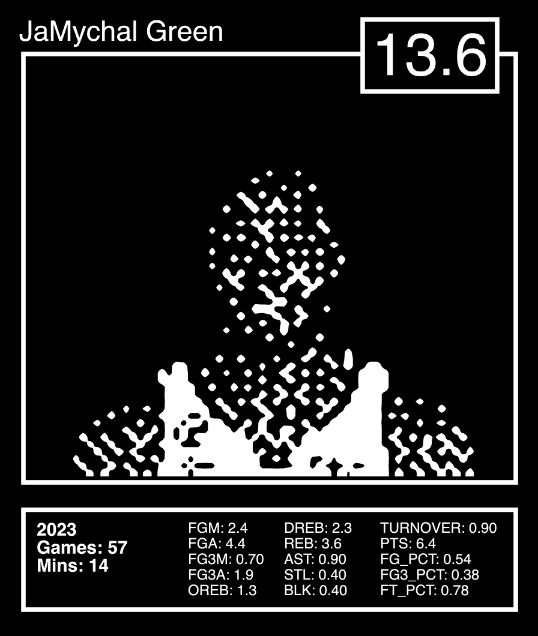 JaMychal Green
13.6
2023
Games: 57
Mins: 14
FGM: 2.4
FGA: 4.4
FG3M: 0.70
FG3A: 1.9
OREB: 1.3
DREB: 2.3
REB: 3.6
AST: 0.90
STL: 0.40
BLK: 0.40
TURNOVER: 0.90
PTS: 6.4
FG_PCT: 0.54
FG3_PCT: 0.38
FT_PCT: 0.78